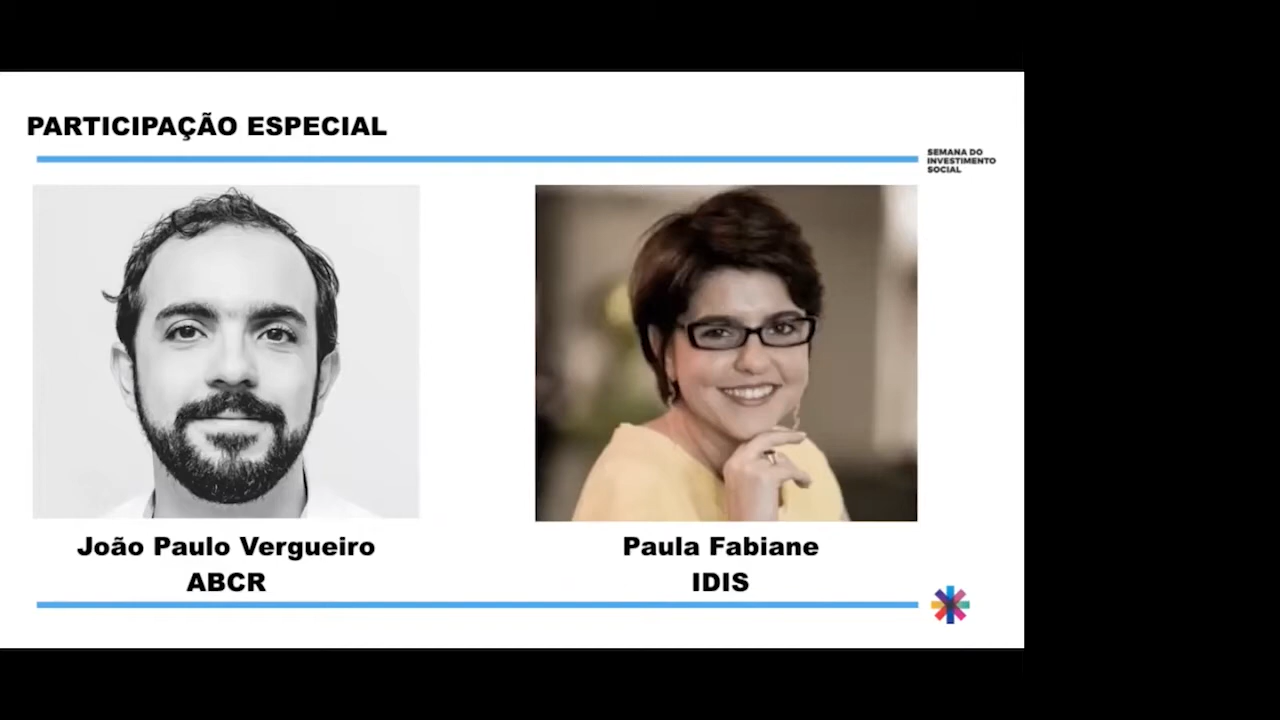 PARTICIPAÇÃO ESPECIAL
SEMANA DO
INVESTIMENTO
SOCIAL
João Paulo Vergueiro
ABCR
Paula Fabiane
IDIS